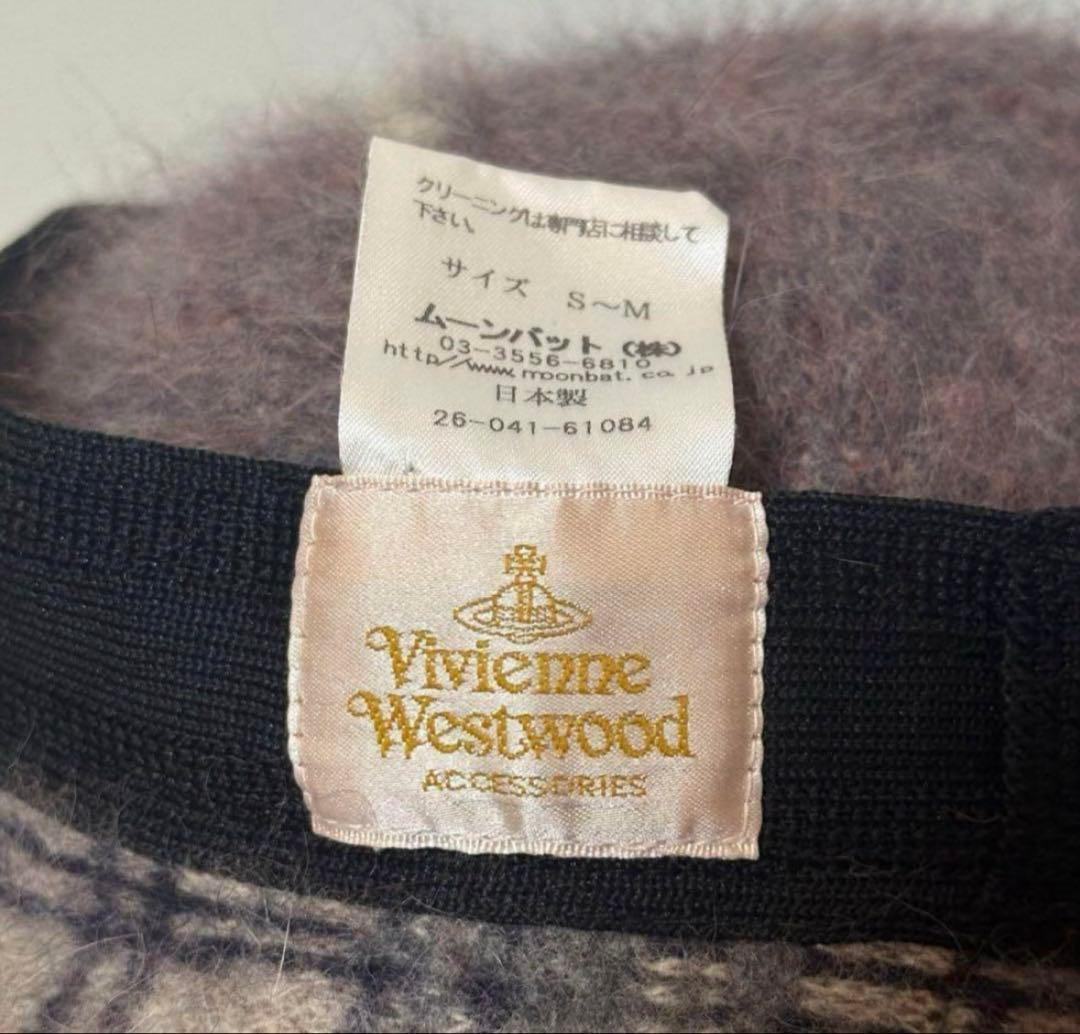 クリーニングは専門店に相談して
下さい。
サイズ S～M
ムーンバット（株）
03-3556-6810
http//www.moonbat.co.jp
日本製
26-041-61084
Vivienne
Westwood
ACCESSORIES